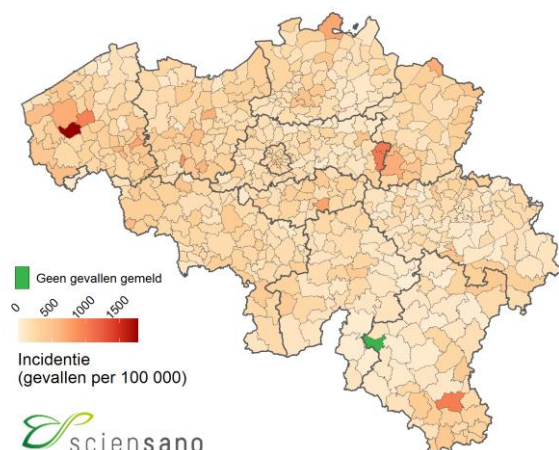 Geen gevallen gemeld
0
500
1000
1500
Incidentie
(gevallen per 100 000)
sciensano